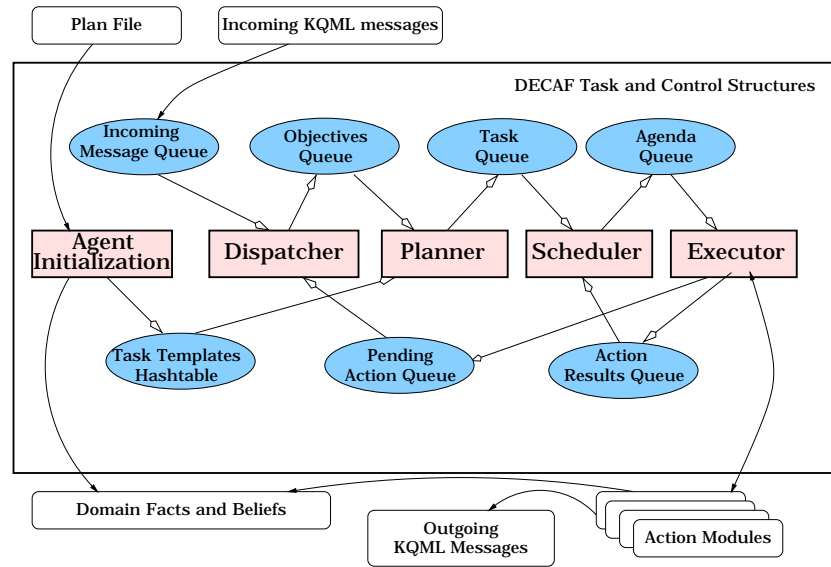 Plan File
Incoming KQML messages
DECAF Task and Control Structures
Incoming
Message Queue
Objectives
Queue
Task
Queue
Agenda
Queue
Agent
Initialization
Dispatcher
Planner
Scheduler
Executor
Task Templates
Hashtable
Pending
Action Queue
Action
Results Queue
Domain Facts and Beliefs
Outgoing
KQML Messages
Action Modules